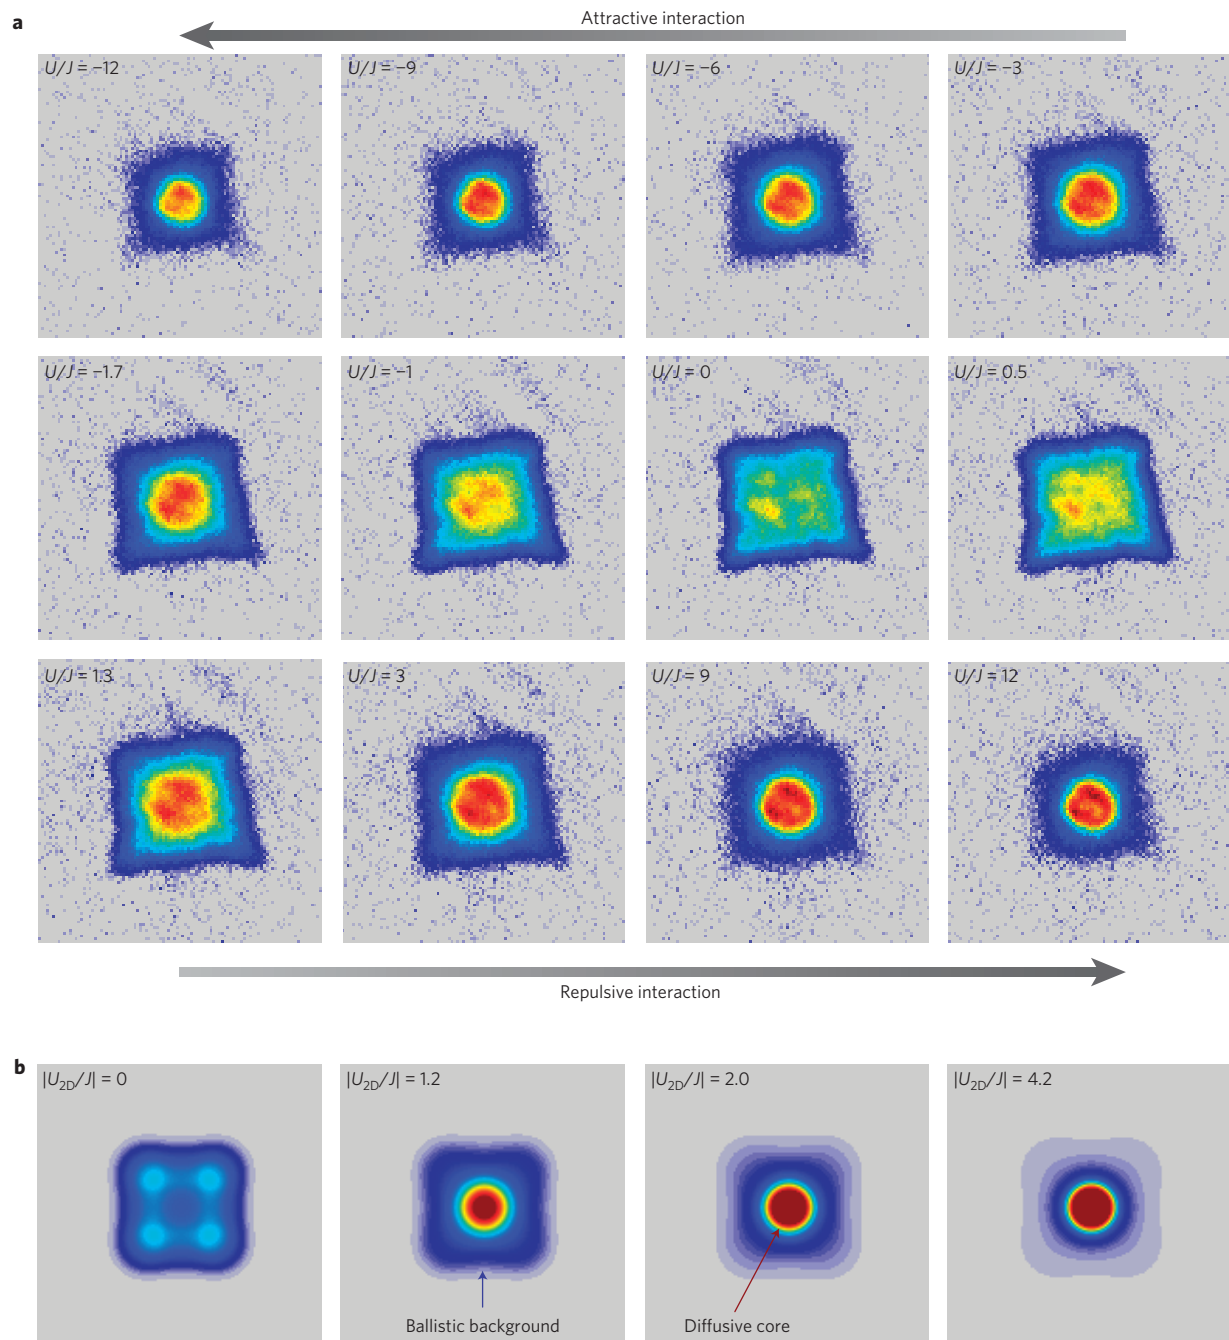 a
Attractive interaction
U/J = –12
U/J = –9
U/J = –6
U/J = –3
U/J = –1.7
U/J = –1
U/J = 0
U/J = 0.5
U/J = 1.3
U/J = 3
U/J = 9
U/J = 12
Repulsive interaction
b
|U2D/J| = 0
|U2D/J| = 1.2
|U2D/J| = 2.0
|U2D/J| = 4.2
Ballistic background
Diffusive core